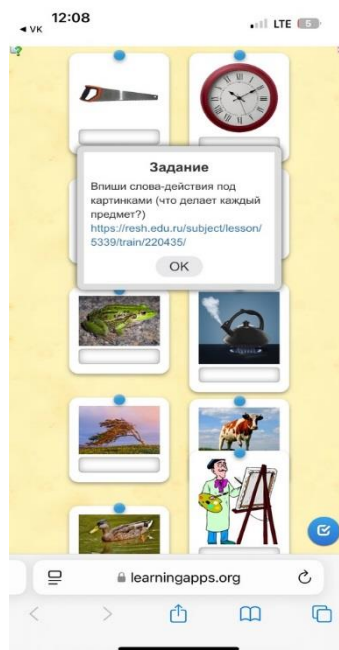 12:08
◀ VK
LTE 5
Задание
Впиши слова-действия под
картинками (что делает каждый
предмет?)
https://resh.edu.ru/subject/lesson/
5339/train/220435/
OK
learningapps.org